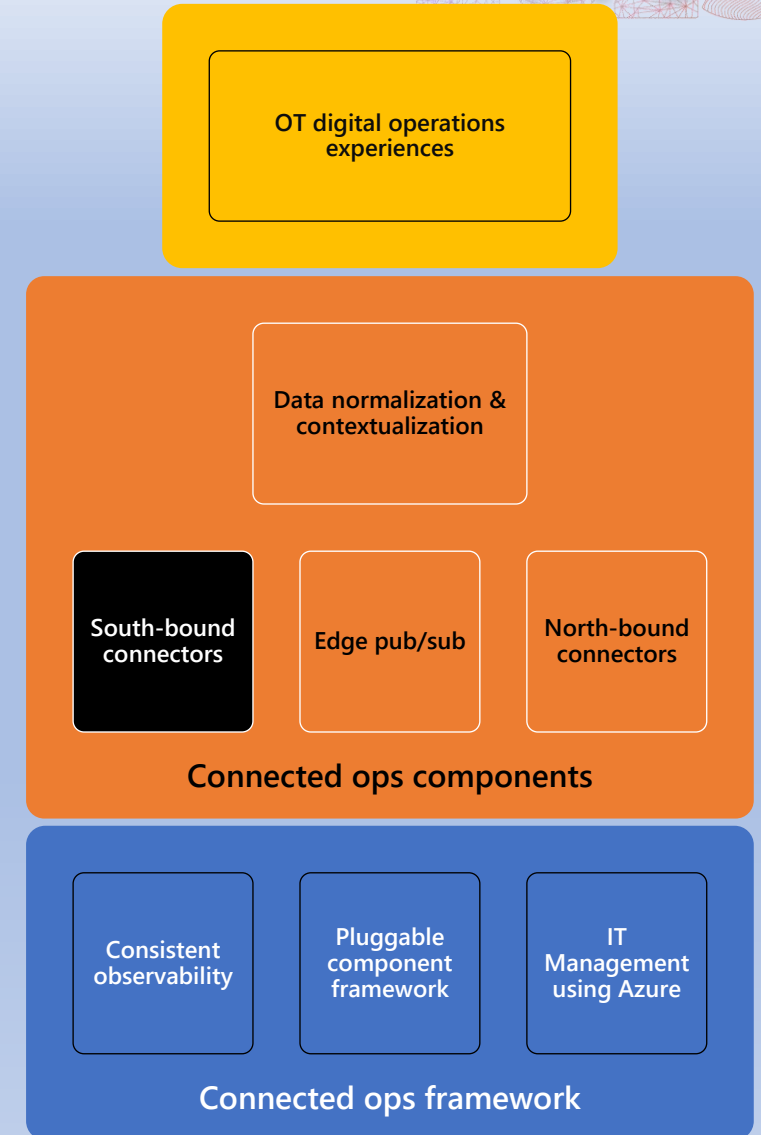 OT digital operations
experiences
Data normalization &
contextualization
South-bound
connectors
Edge pub/sub
North-bound
connectors
Connected ops components
Consistent
observability
Pluggable
component
framework
IT
Management
using Azure
Connected ops framework